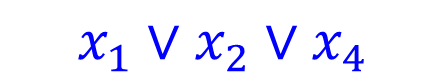 x₁ ∨ x₂ ∨ x₄